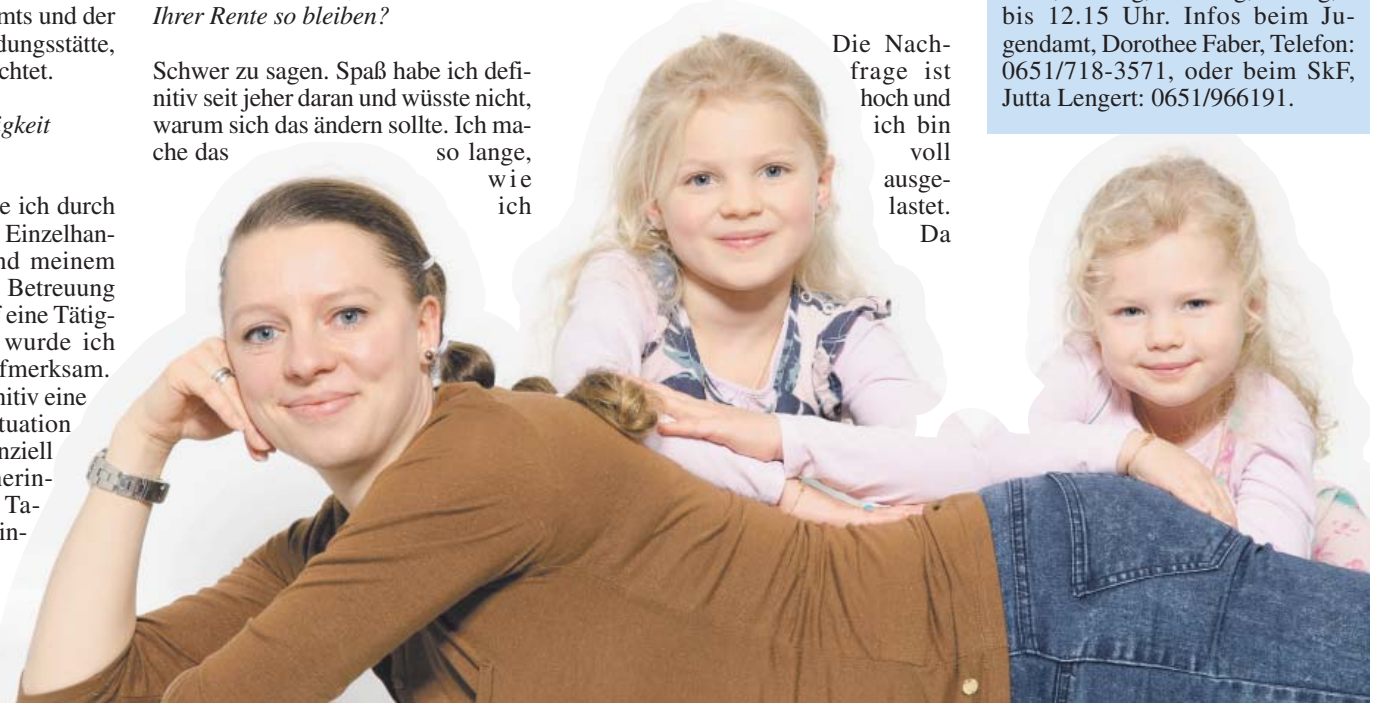 mts und der
dungsstätte,
chtet.
igkeit
e ich durch
Einzelhan-
nd meinem
Betreuung
f eine Tätig-
wurde ich
fmerksam.
nitiv eine
tuation
nziell
nerin-
Ta-
in-
Ihrer Rente so bleiben?
Schwer zu sagen. Spaß habe ich defi-
nitiv seit jeher daran und wüsste nicht,
warum sich das ändern sollte. Ich ma-
che das so lange,
wie
ich
Die Nach-
frage ist
hoch und
ich bin
voll
ausge-
lastet.
Da
bis 12.15 Uhr. Infos beim Ju-
gendamt, Dorothee Faber, Telefon:
0651/718-3571, oder beim SkF,
Jutta Lengert: 0651/966191.